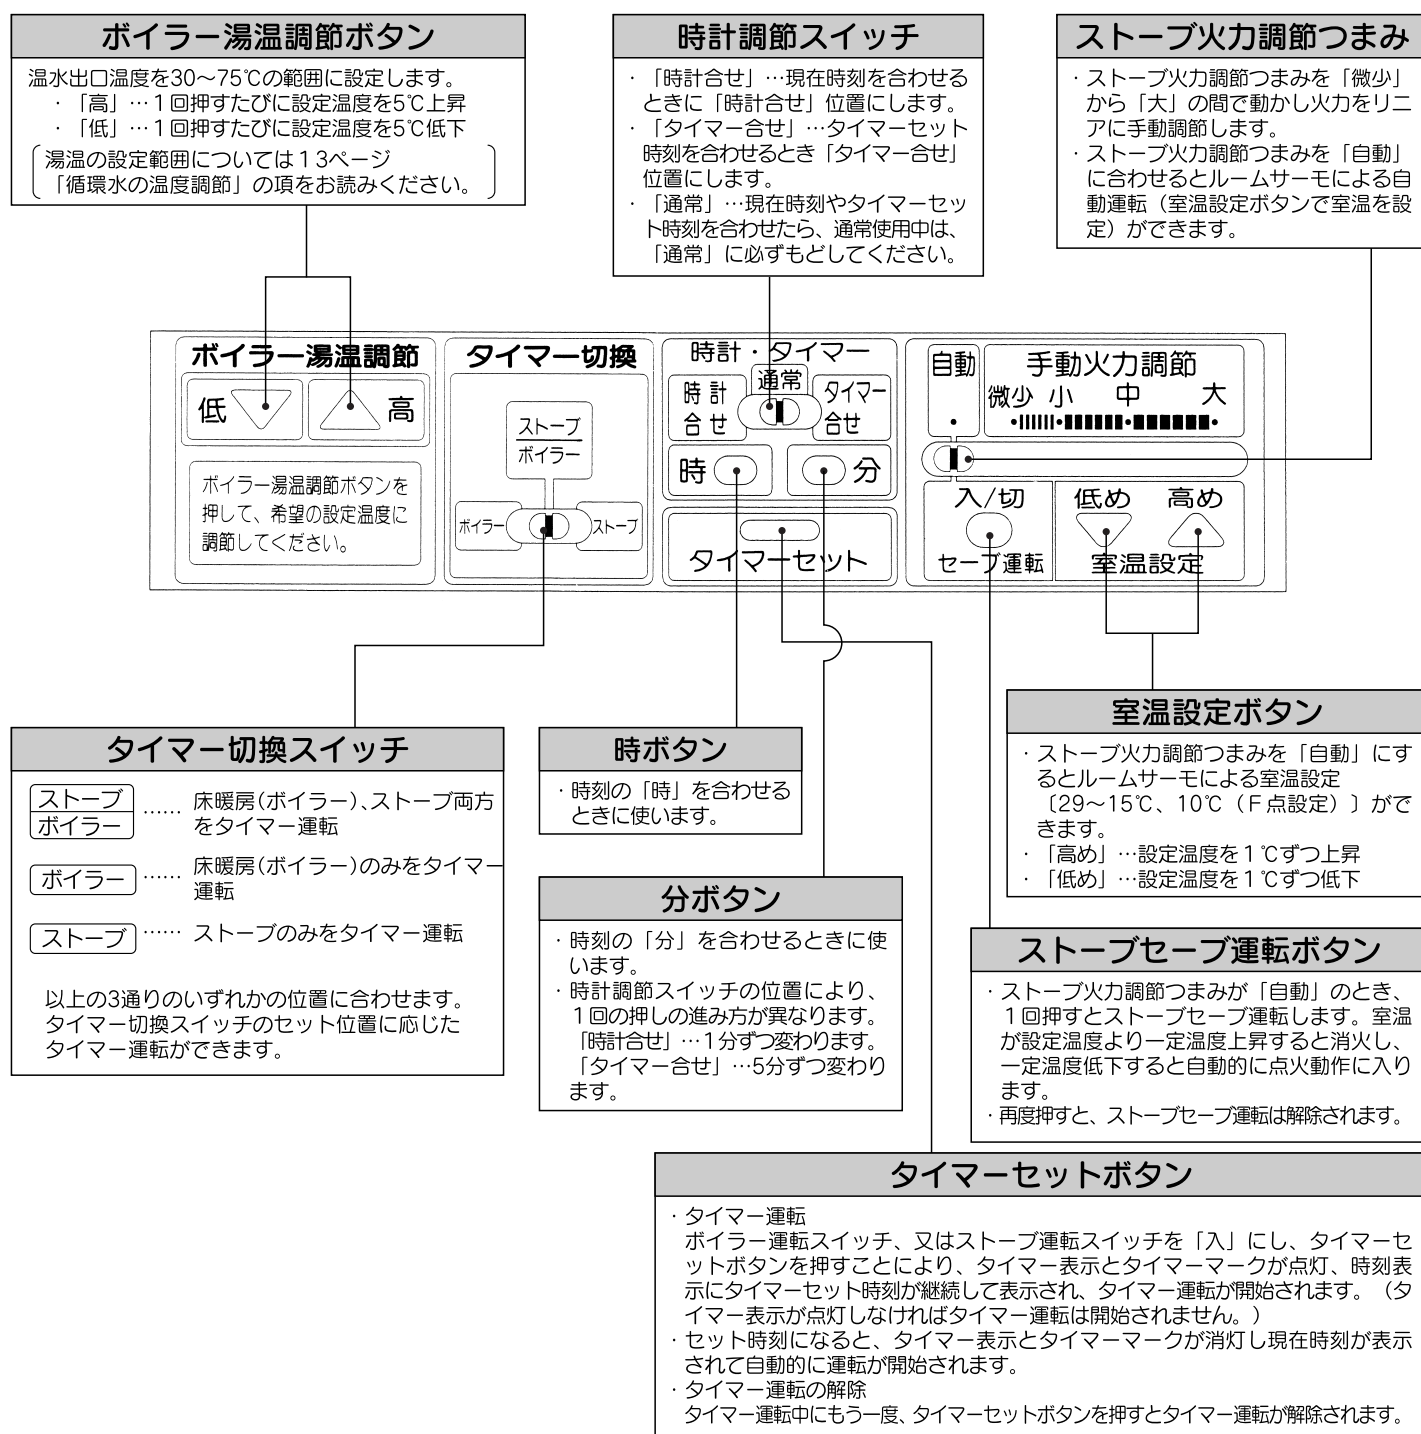 ボイラー湯温調節ボタン
温水出口温度を30～75℃の範囲に設定します。
・「高」…1回押すたびに設定温度を5℃上昇
・「低」…1回押すたびに設定温度を5℃低下
湯温の設定範囲については13ページ
「循環水の温度調節」の項をお読みください。
時計調節スイッチ
・「時計合せ」…現在時刻を合わせる
ときに「時計合せ」位置にします。
・「タイマー合せ」…タイマーセット
時刻を合わせるとき「タイマー合せ」
位置にします。
・「通常」…現在時刻やタイマーセッ
ト時刻を合わせたら、通常使用中は、
「通常」に必ずもどしてください。
ストーブ火力調節つまみ
・ストーブ火力調節つまみを「微少」
から「大」の間で動かし火力をリニ
アに手動調節します。
・ストーブ火力調節つまみを「自動」
に合わせるとルームサーモによる自
動運転（室温設定ボタンで室温を設
定）ができます。
ボイラー湯温調節
低
高
ボイラー湯温調節ボタンを
押して、希望の設定温度に
調節してください。
タイマー切換
ストーブ
ボイラー
ボイラー
ストーブ
時計・タイマー
時計
合せ
通常
タイマー
合せ
時
分
タイマーセット
自動
手動火力調節
微少 小 中 大
入/切
セーブ運転
低め 高め
室温設定
タイマー切換スイッチ
ストーブ
ボイラー
…… 床暖房(ボイラー)、ストーブ両方
をタイマー運転
ボイラー …… 床暖房(ボイラー)のみをタイマー
運転
ストーブ …… ストーブのみをタイマー運転
以上の3通りのいずれかの位置に合わせます。
タイマー切換スイッチのセット位置に応じた
タイマー運転ができます。
時ボタン
・時刻の「時」を合わせる
ときに使います。
分ボタン
・時刻の「分」を合わせるときに使
います。
・時計調節スイッチの位置により、
1回の押しの進み方が異なります。
「時計合せ」…1分ずつ変わります。
「タイマー合せ」…5分ずつ変わり
ます。
室温設定ボタン
・ストーブ火力調節つまみを「自動」にす
るとルームサーモによる室温設定
〔29～15℃、10℃（F点設定）〕がで
きます。
・「高め」…設定温度を1℃ずつ上昇
・「低め」…設定温度を1℃ずつ低下
ストーブセーブ運転ボタン
・ストーブ火力調節つまみが「自動」のとき、
1回押すとストーブセーブ運転します。室温
が設定温度より一定温度上昇すると消火し、
一定温度低下すると自動的に点火動作に入り
ます。
・再度押すと、ストーブセーブ運転は解除されます。
タイマーセットボタン
・タイマー運転
ボイラー運転スイッチ、又はストーブ運転スイッチを「入」にし、タイマーセ
ットボタンを押すことにより、タイマー表示とタイマーマークが点灯、時刻表
示にタイマーセット時刻が継続して表示され、タイマー運転が開始されます。（タ
イマー表示が点灯しなければタイマー運転は開始されません。）
・セット時刻になると、タイマー表示とタイマーマークが消灯し現在時刻が表示
されて自動的に運転が開始されます。
・タイマー運転の解除
タイマー運転中にもう一度、タイマーセットボタンを押すとタイマー運転が解除されます。